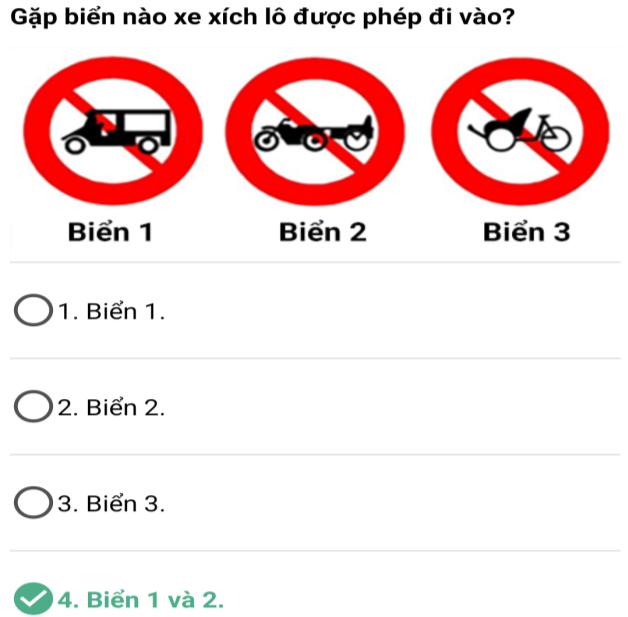 Gặp biển nào xe xích lô được phép đi vào?
Biển 1 Biển 2 Biển 3
1. Biển 1.
2. Biển 2.
3. Biển 3.
4. Biển 1 và 2.